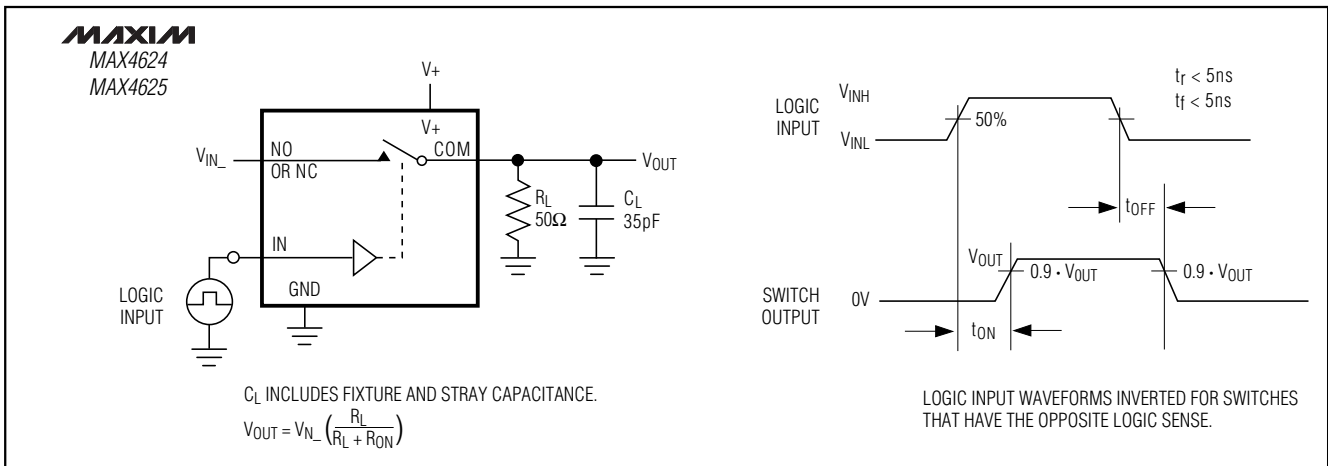 MAXIM
MAX4624
MAX4625
V+
V+
VIN_
NO
OR NC
COM
VOUT
RL
50Ω
CL
35pF
IN
GND
LOGIC
INPUT
CL INCLUDES FIXTURE AND STRAY CAPACITANCE.
VOUT = VN_ (RL / RL + RON)
LOGIC
INPUT
VINH
VINL
50%
tr < 5ns
tf < 5ns
tOFF
SWITCH
OUTPUT
VOUT
0V
0.9 · VOUT
0.9 · VOUT
tON
LOGIC INPUT WAVEFORMS INVERTED FOR SWITCHES
THAT HAVE THE OPPOSITE LOGIC SENSE.